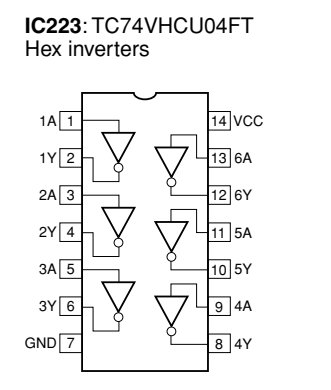 IC223: TC74VHCU04FT
Hex inverters
1A 1 14 VCC
1Y 2 13 6A
2A 3 12 6Y
2Y 4 11 5A
3A 5 10 5Y
3Y 6 9 4A
GND 7 8 4Y